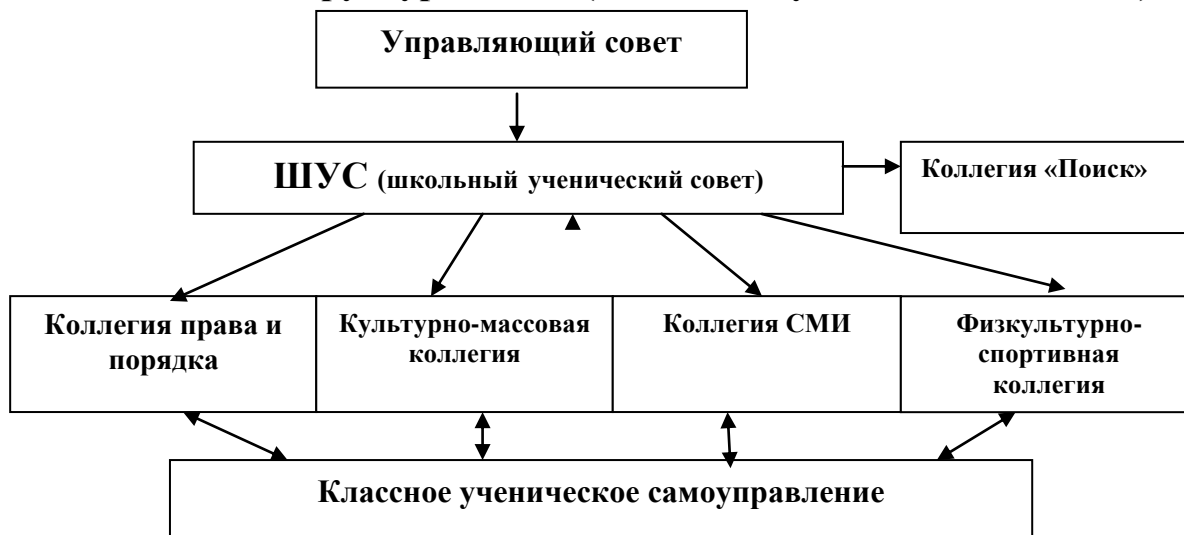 Управляющий совет
ШУС (школьный ученический совет)
Коллегия «Поиск»
Коллегия права и
порядка
Культурно-массовая
коллегия
Коллегия СМИ
Физкультурно-
спортивная
коллегия
Классное ученическое самоуправление